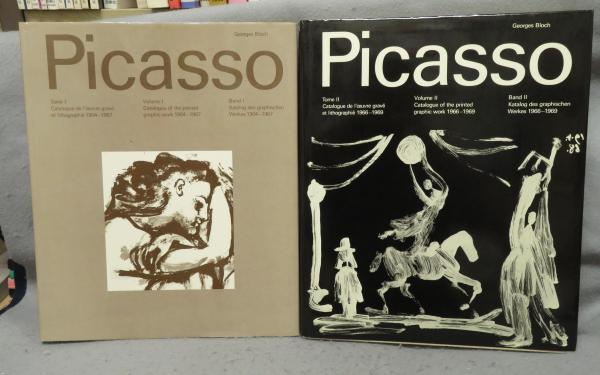 Georges Bloch
Picasso
Tome I
Catalogue de l'œuvre gravé
et lithographié 1904–1967
Volume I
Catalogue of the printed
graphic work 1904–1967
Band I
Katalog des graphischen
Werkes 1904–1967
Georges Bloch
Picasso
Tome II
Catalogue de l'œuvre gravé
et lithographié 1966–1969
Volume II
Catalogue of the printed
graphic work 1966–1969
Band II
Katalog des graphischen
Werkes 1966–1969